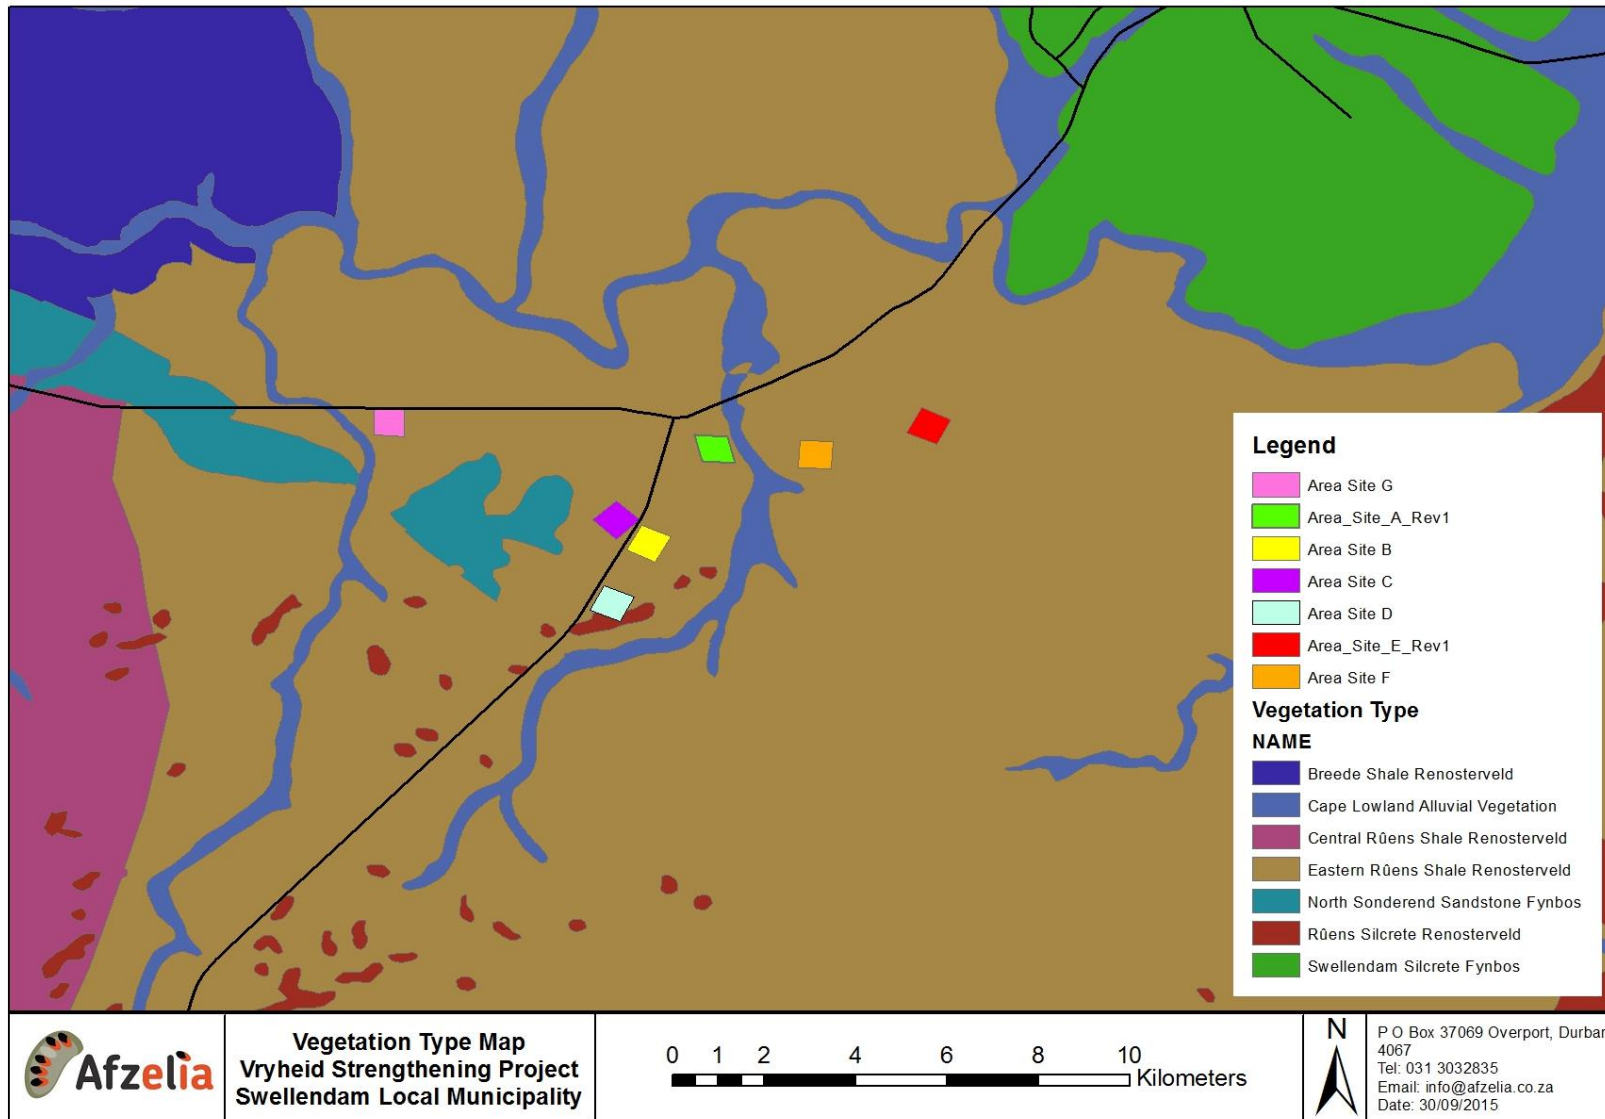 Legend
Area Site G
Area_Site_A_Rev1
Area Site B
Area Site C
Area Site D
Area_Site_E_Rev1
Area Site F
Vegetation Type
NAME
Breede Shale Renosterveld
Cape Lowland Alluvial Vegetation
Central Rûens Shale Renosterveld
Eastern Rûens Shale Renosterveld
North Sonderend Sandstone Fynbos
Rûens Silcrete Renosterveld
Swellendam Silcrete Fynbos
Afzelia
Vegetation Type Map
Vryheid Strengthening Project
Swellendam Local Municipality
0 1 2 4 6 8 10
Kilometers
N
P O Box 37069 Overport, Durban
4067
Tel: 031 3032835
Email: info@afzelia.co.za
Date: 30/09/2015